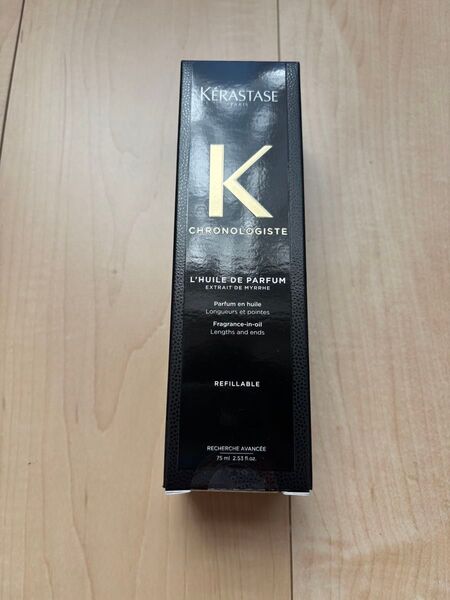 KÉRASTASE
PARIS
K
CHRONOLOGISTE
L'HUILE DE PARFUM
EXTRAIT DE MYRRHE
Parfum en huile
Longueurs et pointes
Fragrance-in-oil
Lengths and ends
REFILLABLE
RECHERCHE AVANCÉE
75 ml 2.53 fl oz.